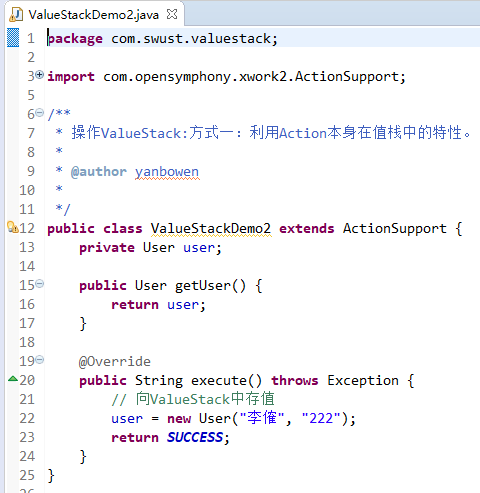 ValueStackDemo2.java
1 package com.swust.valuestack;
2
3 import com.opensymphony.xwork2.ActionSupport;
5
6 /**
7 * 操作ValueStack:方式一：利用Action本身在值栈中的特性。
8 *
9 * @author yanbowen
10 *
11 */
12 public class ValueStackDemo2 extends ActionSupport {
13 private User user;
14
15 public User getUser() {
16 return user;
17 }
18
19 @Override
20 public String execute() throws Exception {
21 // 向ValueStack中存值
22 user = new User("李傕", "222");
23 return SUCCESS;
24 }
25 }
26